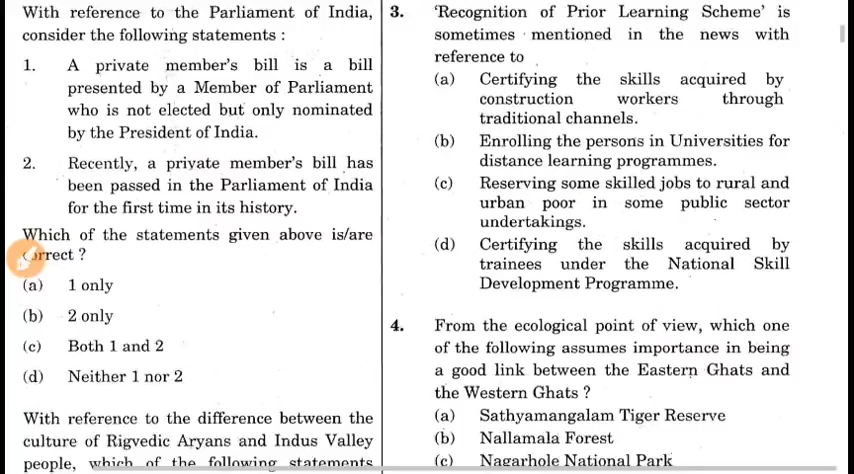 With reference to the Parliament of India,
consider the following statements :
1. A private member's bill is a bill
presented by a Member of Parliament
who is not elected but only nominated
by the President of India.
2. Recently, a private member's bill has
been passed in the Parliament of India
for the first time in its history.
Which of the statements given above is/are
correct ?
(a) 1 only
(b) 2 only
(c) Both 1 and 2
(d) Neither 1 nor 2
With reference to the difference between the
culture of Rigvedic Aryans and Indus Valley
people, which of the following statements
3. 'Recognition of Prior Learning Scheme' is
sometimes mentioned in the news with
reference to
(a) Certifying the skills acquired by
construction workers through
traditional channels.
(b) Enrolling the persons in Universities for
distance learning programmes.
(c) Reserving some skilled jobs to rural and
urban poor in some public sector
undertakings.
(d) Certifying the skills acquired by
trainees under the National Skill
Development Programme.
4. From the ecological point of view, which one
of the following assumes importance in being
a good link between the Eastern Ghats and
the Western Ghats ?
(a) Sathyamangalam Tiger Reserve
(b) Nallamala Forest
(c) Nagarhole National Park